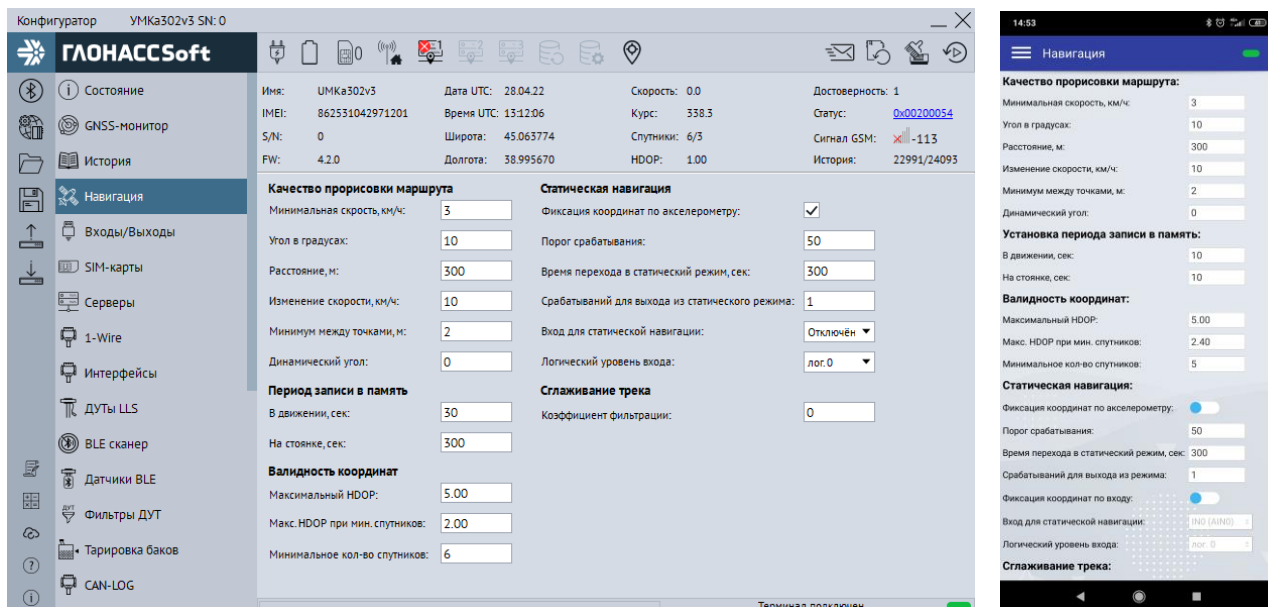 Конфигуратор УМКа302v3 SN: 0
ГЛОНАССSoft
0
Состояние
GNSS-монитор
История
Навигация
Входы/Выходы
SIM-карты
Серверы
1-Wire
Интерфейсы
ДУТы LLS
BLE сканер
Датчики BLE
Фильтры ДУТ
Тарировка баков
CAN-LOG
Имя: UMKa302v3 Дата UTC: 28.04.22 Скорость: 0.0 Достоверность: 1
IMEI: 862531042971201 Время UTC: 13:12:06 Курс: 338.3 Статус: 0x00200054
S/N: 0 Широта: 45.063774 Спутники: 6/3 Сигнал GSM: -113
FW: 4.2.0 Долгота: 38.995670 HDOP: 1.00 История: 22991/24093
Качество прорисовки маршрута
Минимальная скрость, км/ч: 3
Угол в градусах: 10
Расстояние, м: 300
Изменение скорости, км/ч: 10
Минимум между точками, м: 2
Динамический угол: 0
Период записи в память
В движении, сек: 30
На стоянке, сек: 300
Валидность координат
Максимальный HDOP: 5.00
Макс. HDOP при мин. спутников: 2.00
Минимальное кол-во спутников: 6
Статическая навигация
Фиксация координат по акселерометру:
Порог срабатывания: 50
Время перехода в статический режим, сек: 300
Срабатываний для выхода из статического режима: 1
Вход для статической навигации: Отключён
Логический уровень входа: лог.0
Сглаживание трека
Коэффициент фильтрации: 0
Терминал подключен
14:53
Навигация
Качество прорисовки маршрута:
Минимальная скорость, км/ч: 3
Угол в градусах: 10
Расстояние, м: 300
Изменение скорости, км/ч: 10
Минимум между точками, м: 2
Динамический угол: 0
Установка периода записи в память:
В движении, сек: 10
На стоянке, сек: 10
Валидность координат:
Максимальный HDOP: 5.00
Макс. HDOP при мин. спутников: 2.40
Минимальное кол-во спутников: 5
Статическая навигация:
Фиксация координат по акселерометру:
Порог срабатывания: 50
Время перехода в статический режим, сек: 300
Срабатываний для выхода из режима: 1
Фиксация координат по входу:
Вход для статической навигации: IN0 (AIN0)
Логический уровень входа: лог. 0
Сглаживание трека: